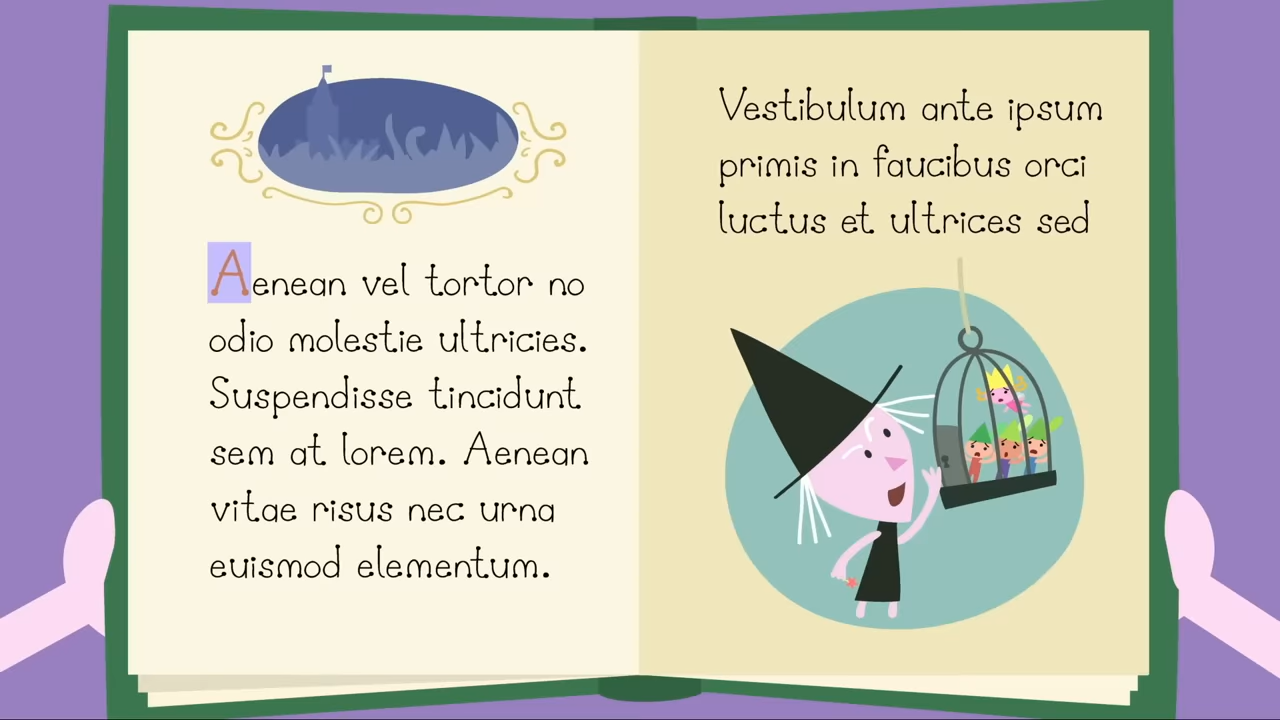 Aenean vel tortor no
odio molestie ultricies.
Suspendisse tincidunt
sem at lorem. Aenean
vitae risus nec urna
euismod elementum.
Vestibulum ante ipsum
primis in faucibus orci
luctus et ultrices sed